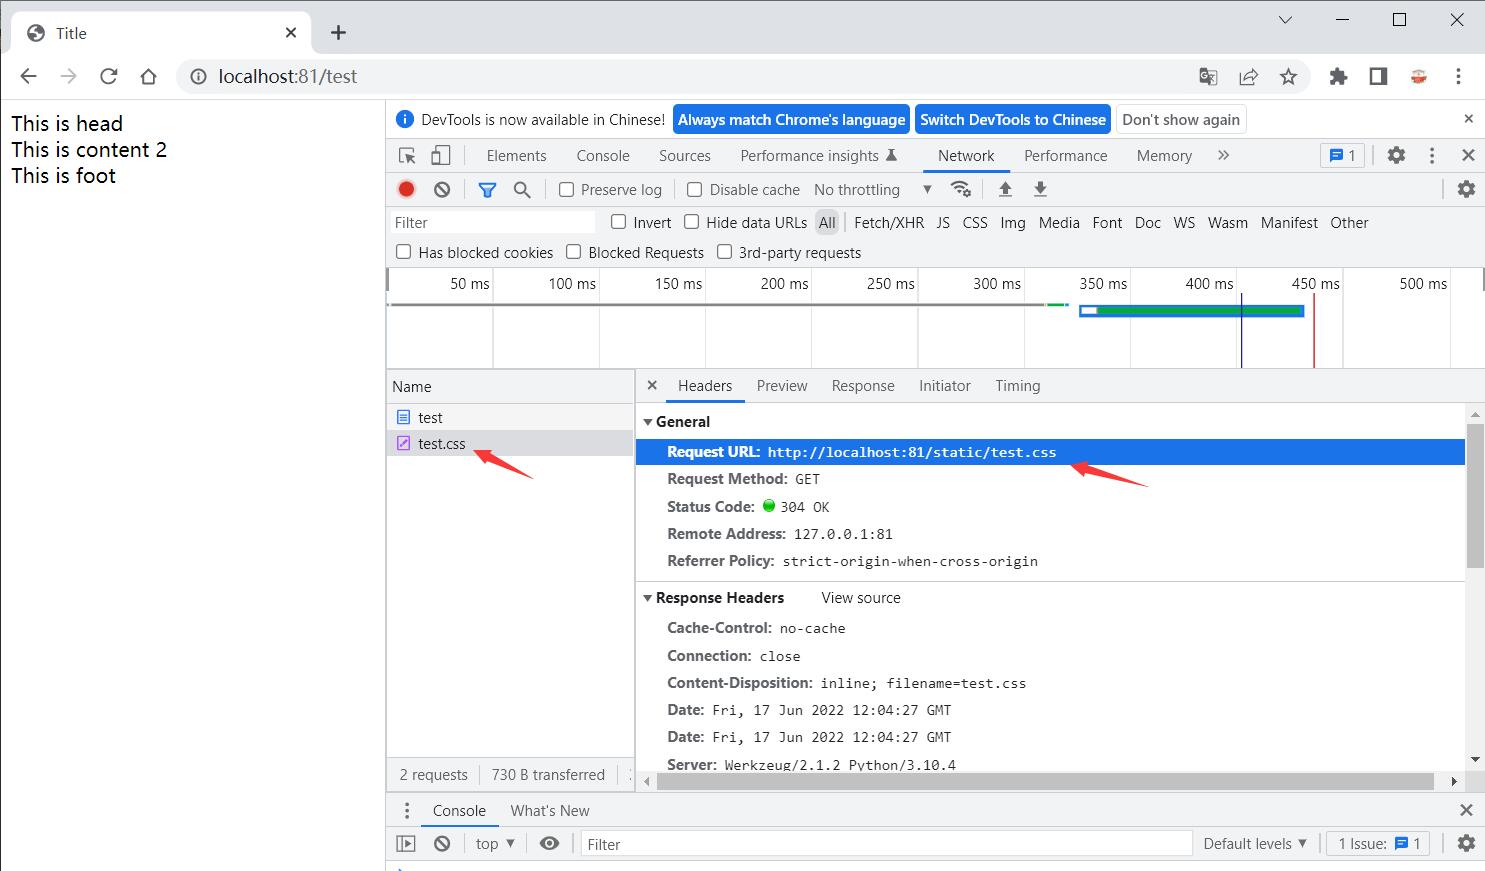 Title
localhost:81/test
This is head
This is content 2
This is foot
DevTools is now available in Chinese! Always match Chrome's language Switch DevTools to Chinese Don't show again
Elements Console Sources Performance insights Network Performance Memory 1
Preserve log Disable cache No throttling
Filter Invert Hide data URLs All Fetch/XHR JS CSS Img Media Font Doc WS Wasm Manifest Other
Has blocked cookies Blocked Requests 3rd-party requests
50 ms 100 ms 150 ms 200 ms 250 ms 300 ms 350 ms 400 ms 450 ms 500 ms
Name
test
test.css
2 requests 730 B transferred
Headers Preview Response Initiator Timing
General
Request URL: http://localhost:81/static/test.css
Request Method: GET
Status Code: 304 OK
Remote Address: 127.0.0.1:81
Referrer Policy: strict-origin-when-cross-origin
Response Headers View source
Cache-Control: no-cache
Connection: close
Content-Disposition: inline; filename=test.css
Date: Fri, 17 Jun 2022 12:04:27 GMT
Date: Fri, 17 Jun 2022 12:04:27 GMT
Server: Werkzeug/2.1.2 Python/3.10.4
Console What's New
top Filter Default levels 1 Issue: 1